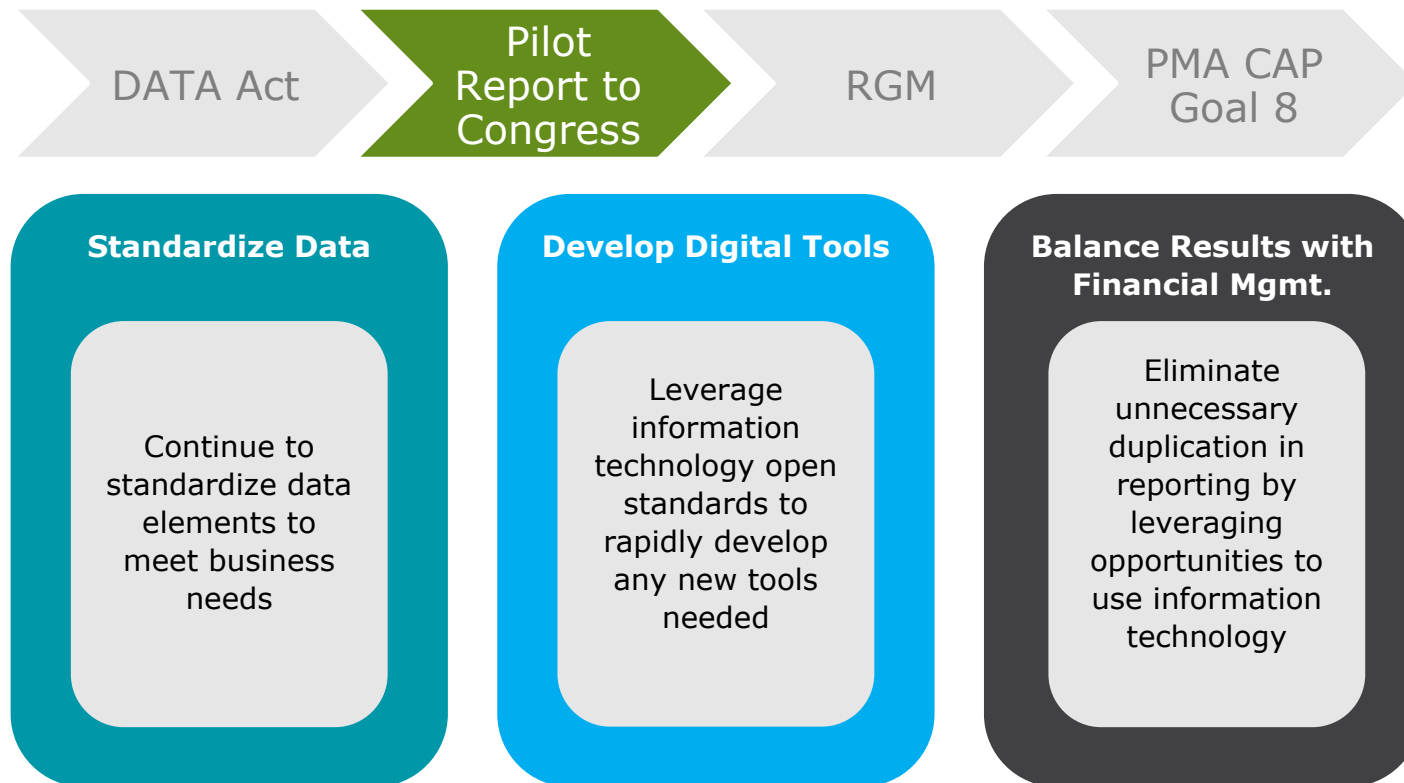 DATA Act
Pilot
Report to
Congress
RGM
PMA CAP
Goal 8
Standardize Data
Continue to
standardize data
elements to
meet business
needs
Develop Digital Tools
Leverage
information
technology open
standards to
rapidly develop
any new tools
needed
Balance Results with
Financial Mgmt.
Eliminate
unnecessary
duplication in
reporting by
leveraging
opportunities to
use information
technology